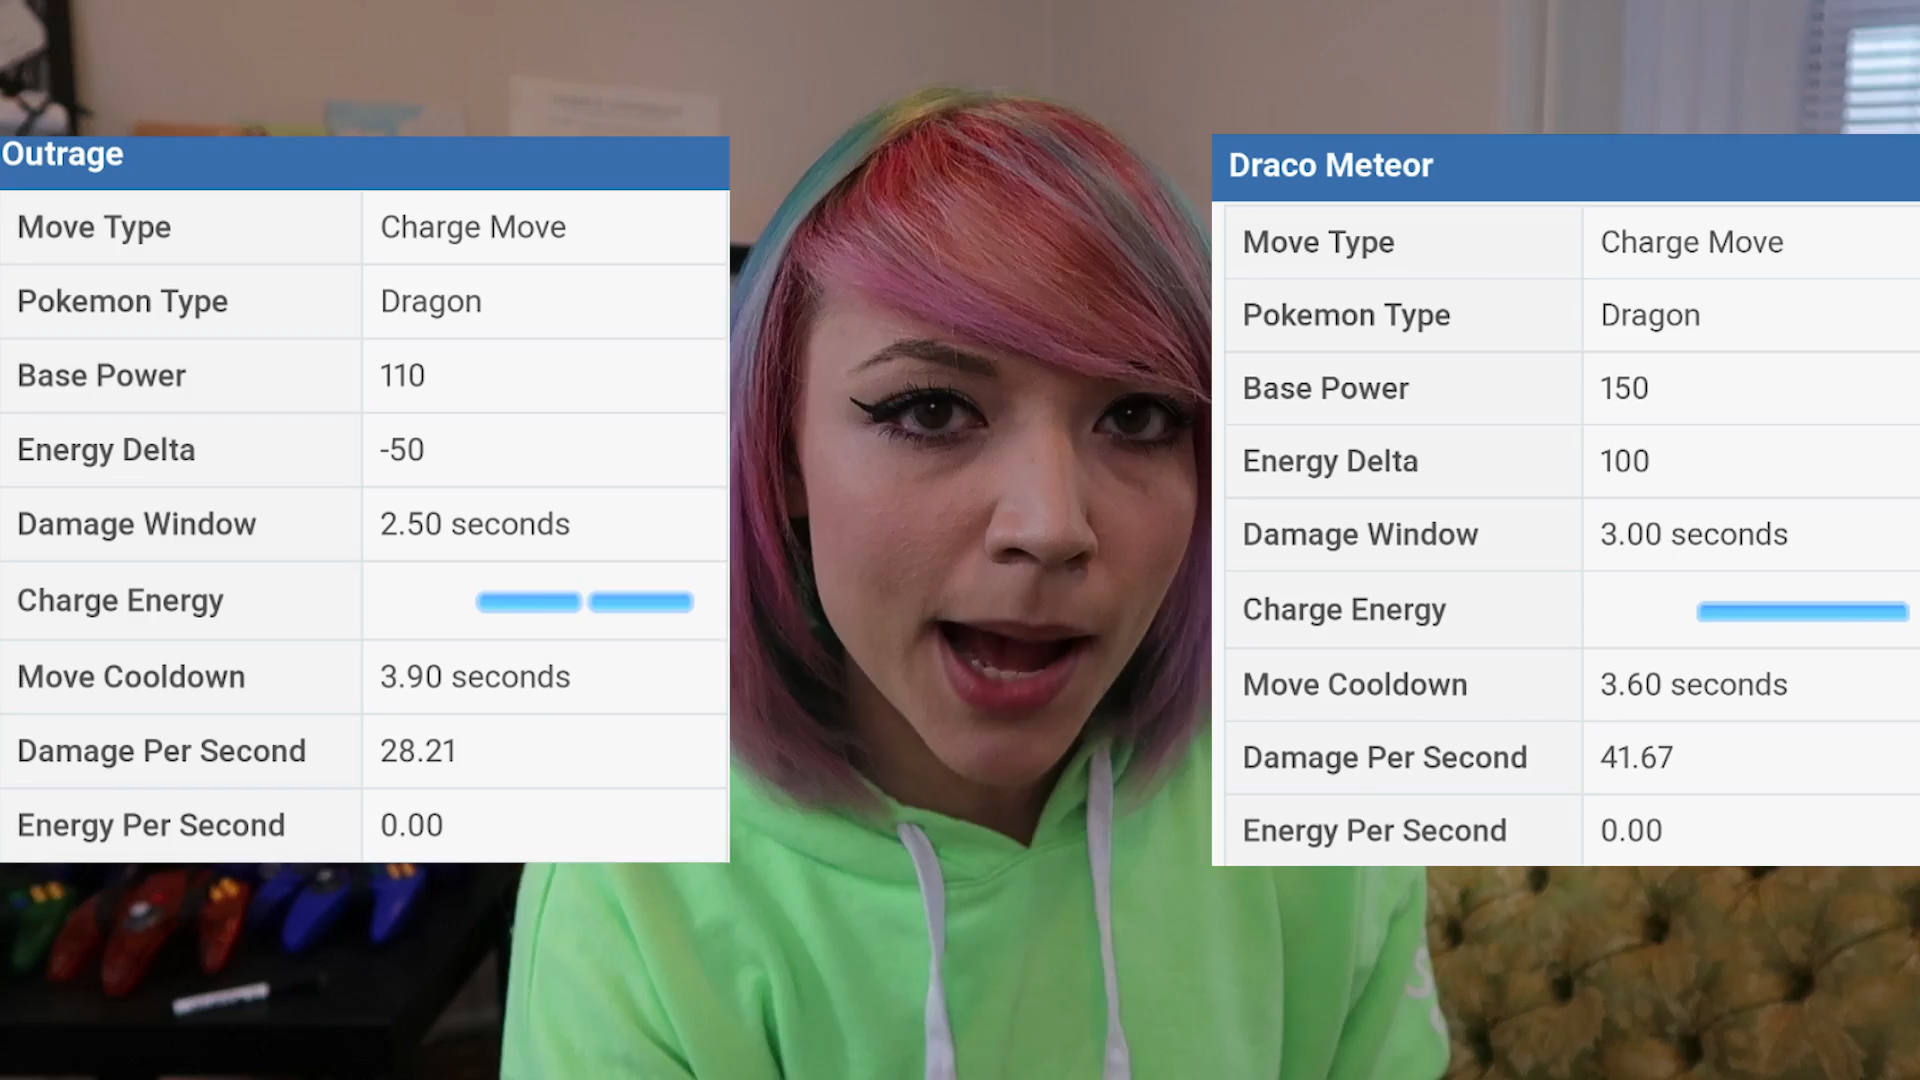 Outrage
Move Type Charge Move
Pokemon Type Dragon
Base Power 110
Energy Delta -50
Damage Window 2.50 seconds
Charge Energy
Move Cooldown 3.90 seconds
Damage Per Second 28.21
Energy Per Second 0.00
Draco Meteor
Move Type Charge Move
Pokemon Type Dragon
Base Power 150
Energy Delta 100
Damage Window 3.00 seconds
Charge Energy
Move Cooldown 3.60 seconds
Damage Per Second 41.67
Energy Per Second 0.00